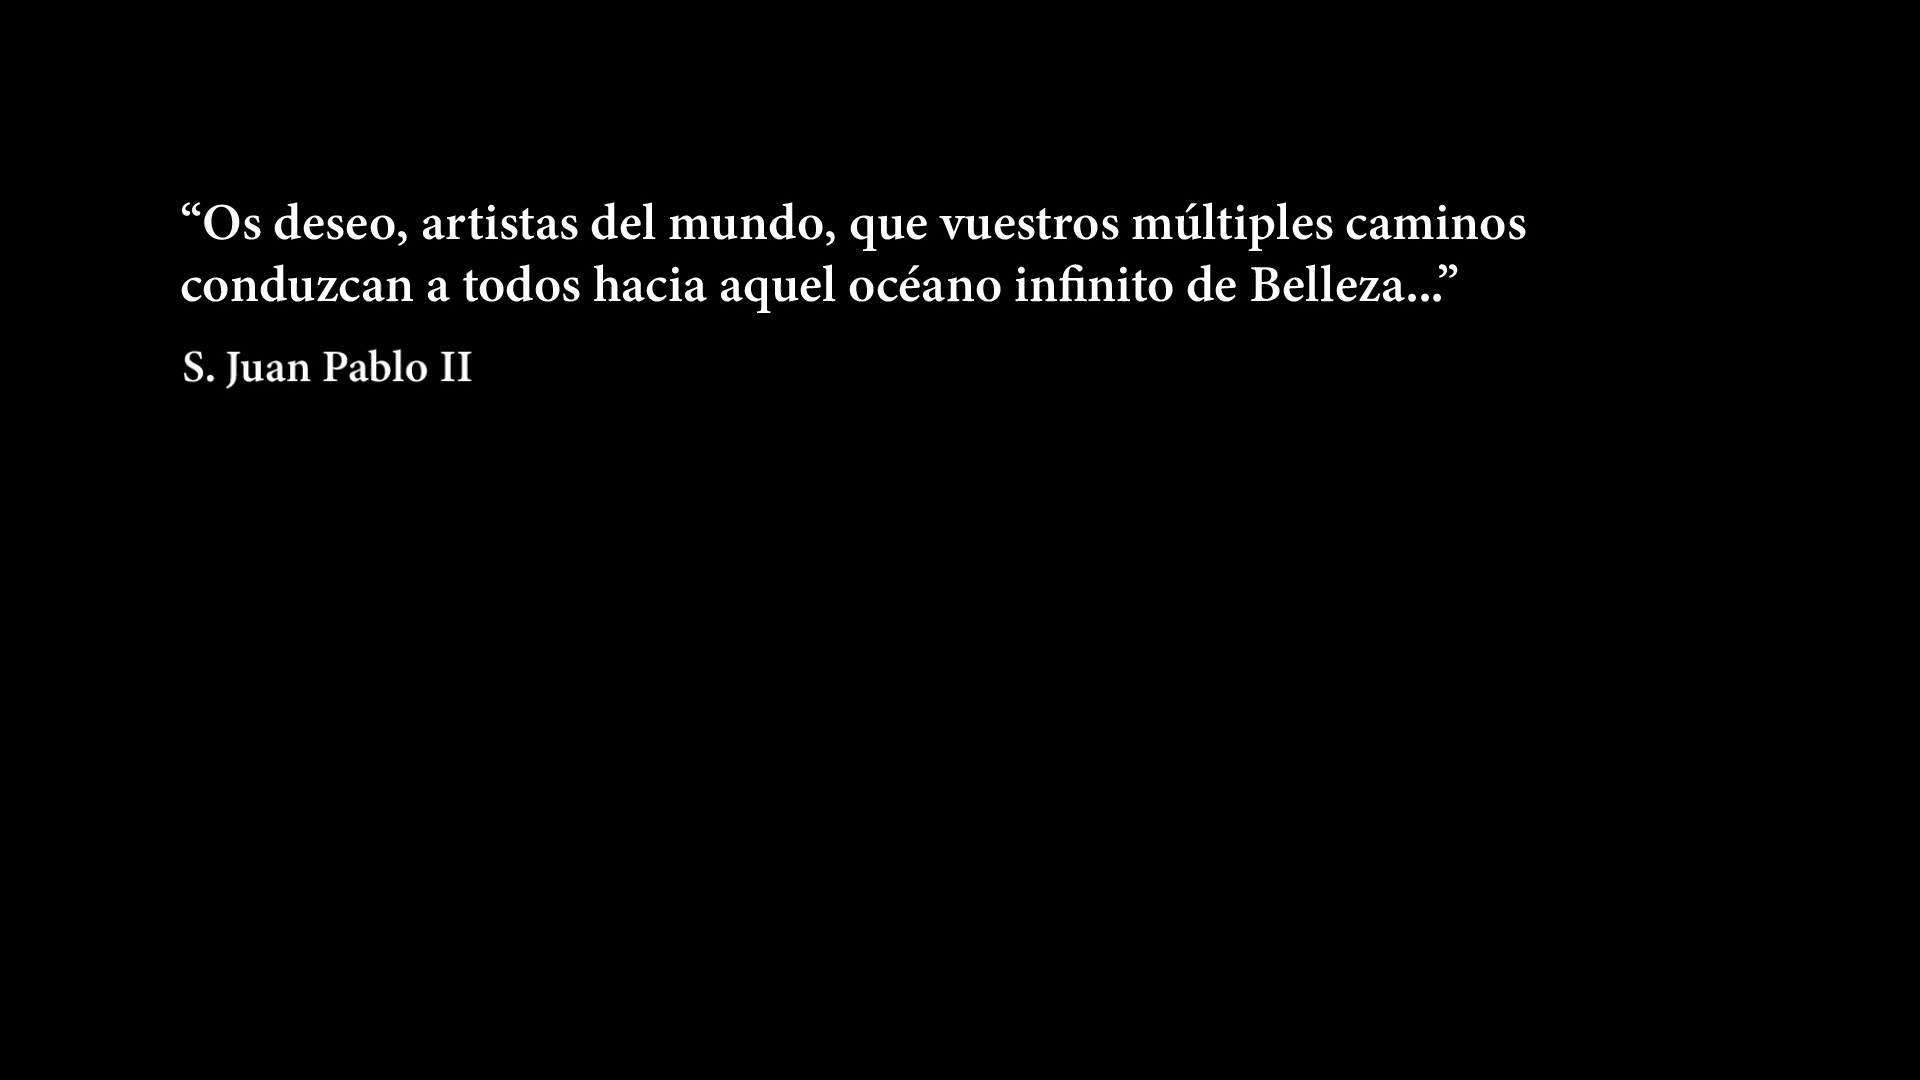 “Os deseo, artistas del mundo, que vuestros múltiples caminos
conduzcan a todos hacia aquel océano infinito de Belleza...”
S. Juan Pablo II